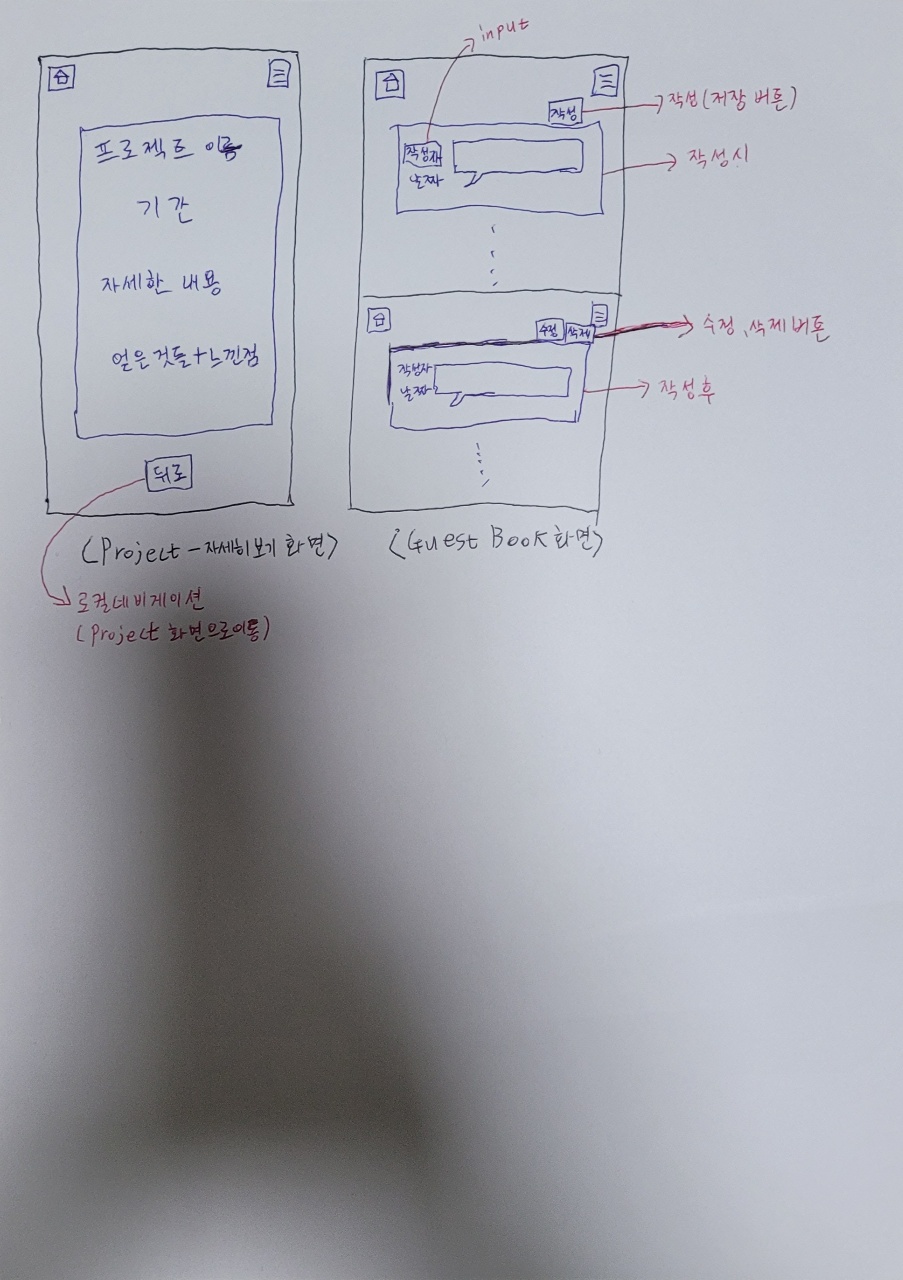 프로젝트 이름
기간
자세한 내용
얻은것들+느낀점
뒤로
<Project - 자세히보기 화면>
로컬네비게이션
(Project 화면으로이동)
input
작성
작성(저장 버튼)
작성자
날짜
작성시
수정 삭제
수정, 삭제버튼
작성자
날짜
작성후
<Guest Book 화면>